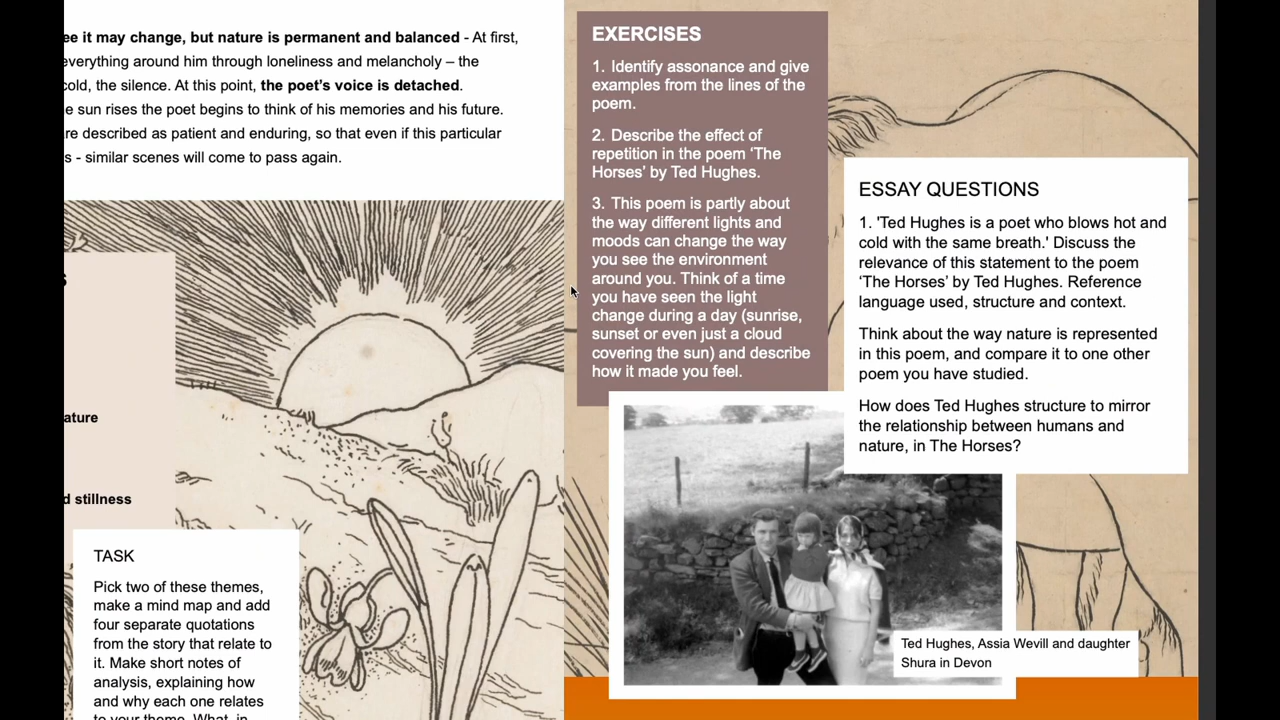 ee it may change, but nature is permanent and balanced - At first,
everything around him through loneliness and melancholy – the
cold, the silence. At this point, the poet’s voice is detached.
e sun rises the poet begins to think of his memories and his future.
re described as patient and enduring, so that even if this particular
s - similar scenes will come to pass again.
S
ature
d stillness
TASK
Pick two of these themes,
make a mind map and add
four separate quotations
from the story that relate to
it. Make short notes of
analysis, explaining how
and why each one relates
to your theme. What, in
EXERCISES
1. Identify assonance and give
examples from the lines of the
poem.
2. Describe the effect of
repetition in the poem ‘The
Horses’ by Ted Hughes.
3. This poem is partly about
the way different lights and
moods can change the way
you see the environment
around you. Think of a time
you have seen the light
change during a day (sunrise,
sunset or even just a cloud
covering the sun) and describe
how it made you feel.
ESSAY QUESTIONS
1. 'Ted Hughes is a poet who blows hot and
cold with the same breath.' Discuss the
relevance of this statement to the poem
‘The Horses’ by Ted Hughes. Reference
language used, structure and context.
Think about the way nature is represented
in this poem, and compare it to one other
poem you have studied.
How does Ted Hughes structure to mirror
the relationship between humans and
nature, in The Horses?
Ted Hughes, Assia Wevill and daughter
Shura in Devon